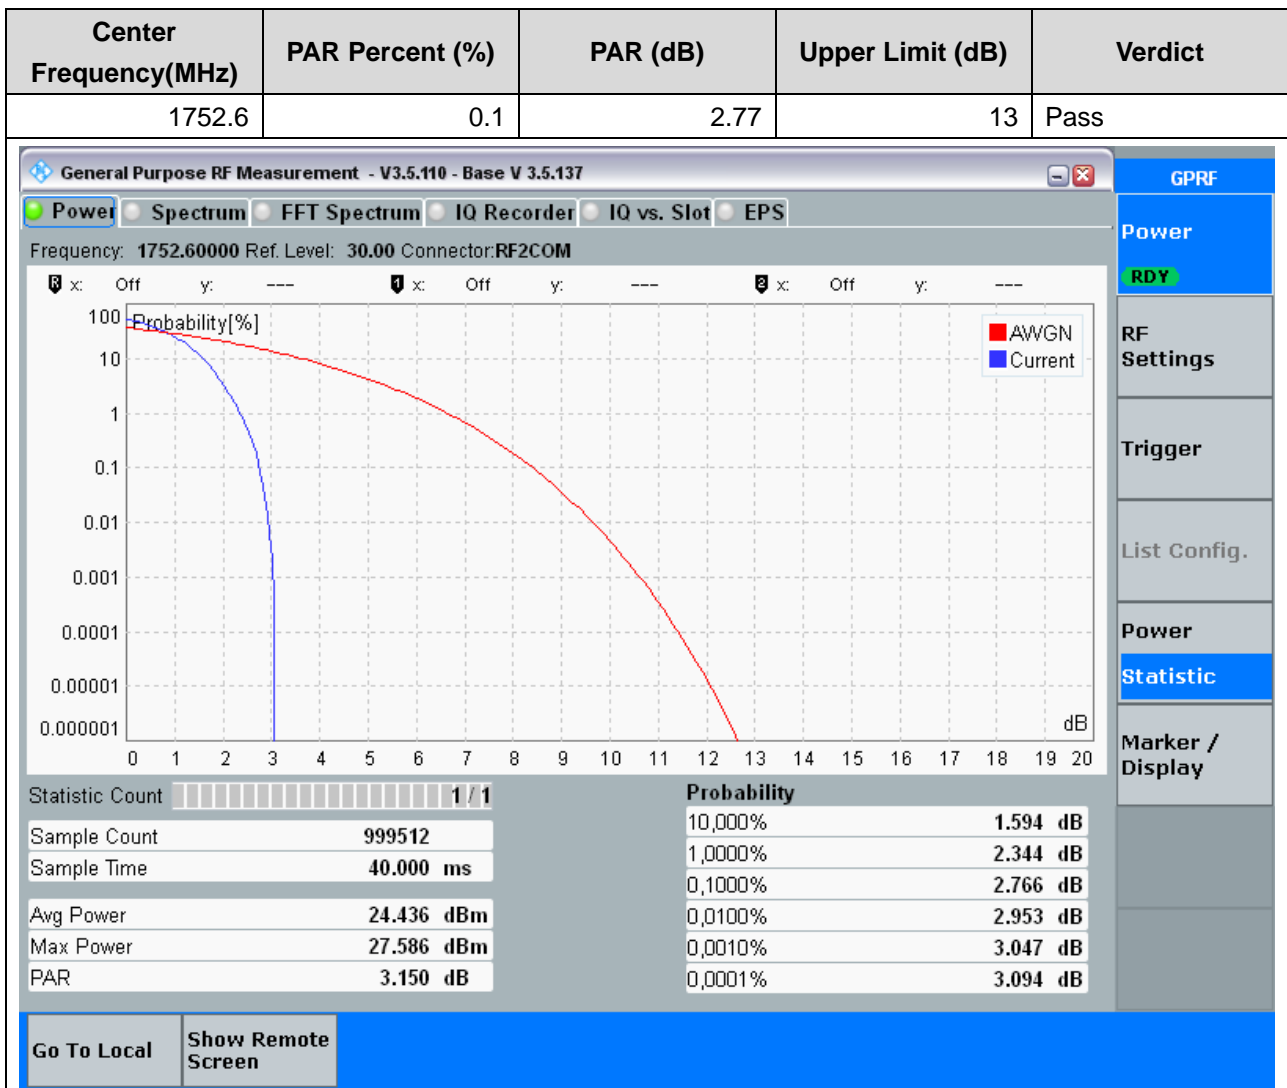 Center Frequency(MHz) PAR Percent (%) PAR (dB) Upper Limit (dB) Verdict
1752.6 0.1 2.77 13 Pass
General Purpose RF Measurement - V3.5.110 - Base V 3.5.137
GPRF
Power Spectrum FFT Spectrum IQ Recorder IQ vs. Slot EPS
Frequency: 1752.60000 Ref. Level: 30.00 Connector:RF2COM
R x: Off y: --- 1 x: Off y: --- 2 x: Off y: ---
Probability[%]
AWGN
Current
100
10
1
0.1
0.01
0.001
0.0001
0.00001
0.000001
dB
0 1 2 3 4 5 6 7 8 9 10 11 12 13 14 15 16 17 18 19 20
Statistic Count 1 / 1
Sample Count 999512
Sample Time 40.000 ms
Avg Power 24.436 dBm
Max Power 27.586 dBm
PAR 3.150 dB
Probability
10,000% 1.594 dB
1,0000% 2.344 dB
0,1000% 2.766 dB
0,0100% 2.953 dB
0,0010% 3.047 dB
0,0001% 3.094 dB
Power
RDY
RF
Settings
Trigger
List Config.
Power
Statistic
Marker /
Display
Go To Local
Show Remote
Screen